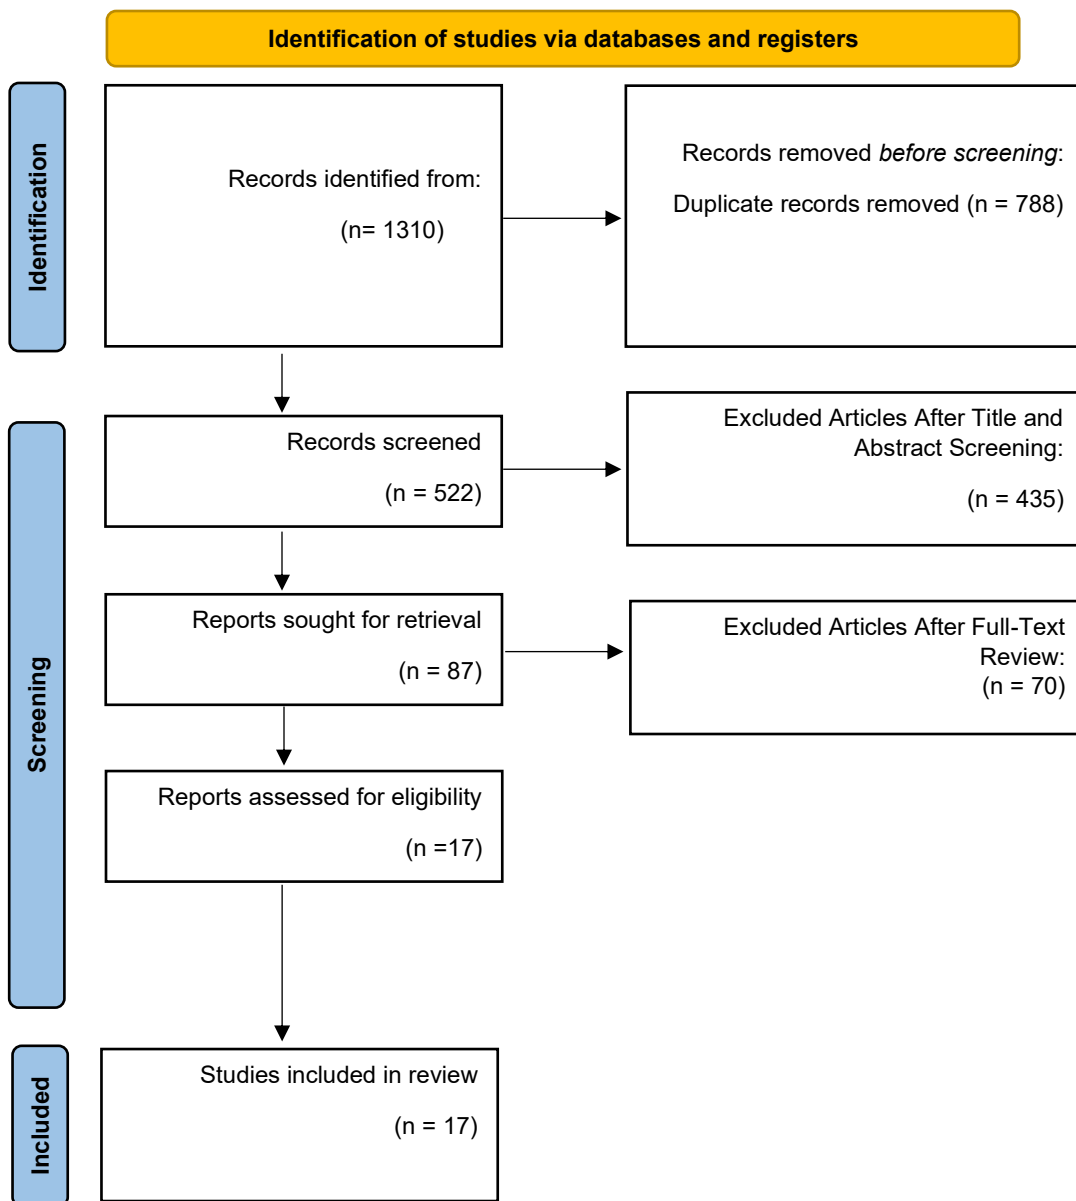 Identification of studies via databases and registers
Identification
Records identified from:
(n= 1310)
Records removed before screening:
Duplicate records removed (n = 788)
Screening
Records screened
(n = 522)
Excluded Articles After Title and
Abstract Screening:
(n = 435)
Reports sought for retrieval
(n = 87)
Excluded Articles After Full-Text
Review:
(n = 70)
Reports assessed for eligibility
(n =17)
Included
Studies included in review
(n = 17)